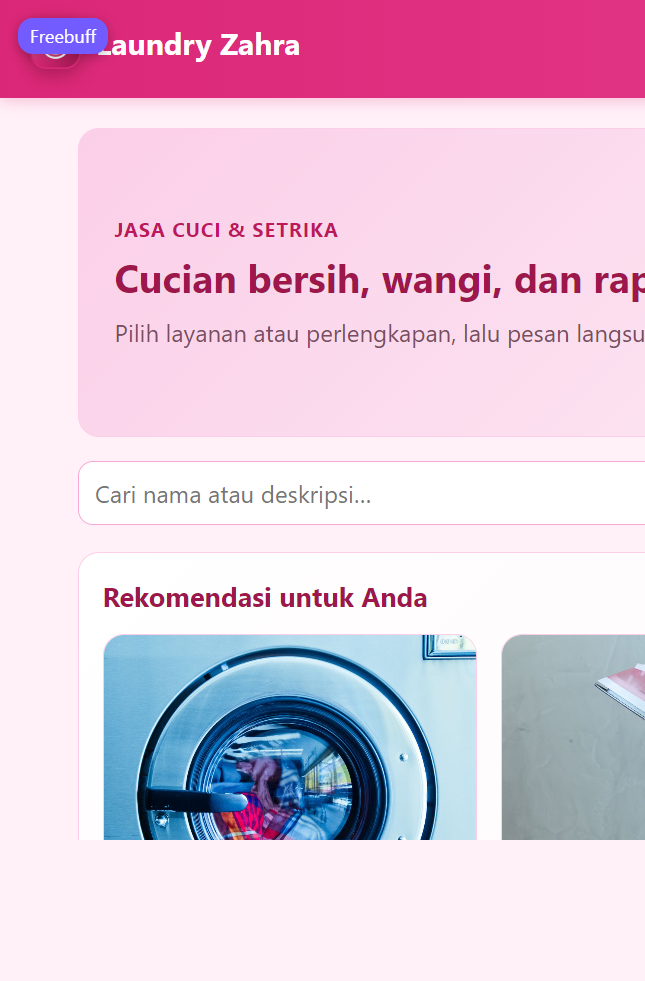 Freebuff
Laundry Zahra
JASA CUCI & SETRIKA
Cucian bersih, wangi, dan rap
Pilih layanan atau perlengkapan, lalu pesan langsu
Cari nama atau deskripsi...
Rekomendasi untuk Anda